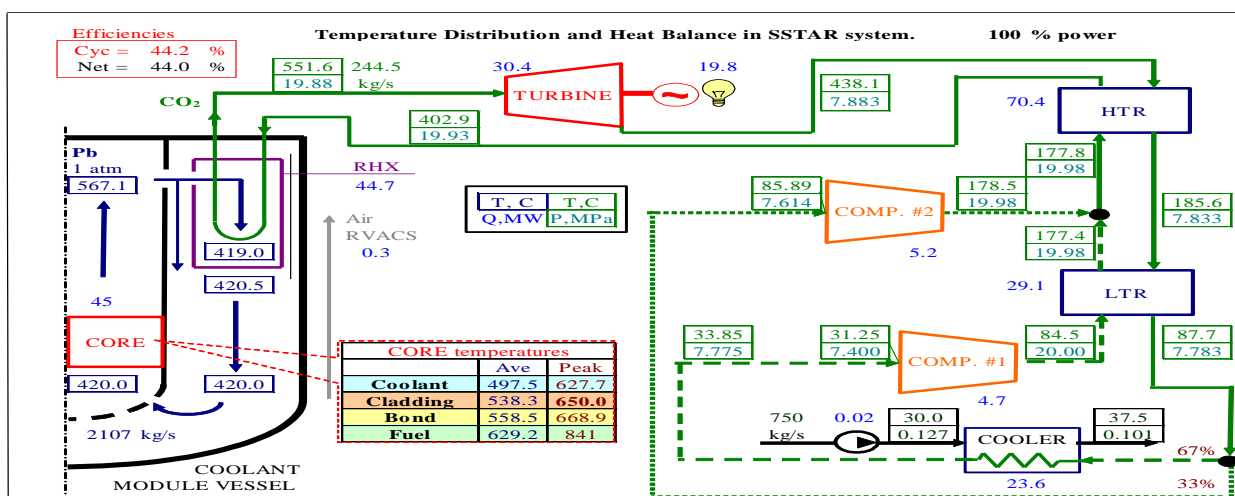 Efficiencies
Cyc = 44.2 %
Net = 44.0 %
Temperature Distribution and Heat Balance in SSTAR system. 100 % power
551.6 244.5
19.88 kg/s
30.4
TURBINE
~
19.8
438.1
7.883
70.4
HTR
CO₂
402.9
19.93
Pb
1 atm
567.1
RHX
44.7
T, C T,C
Q,MW P,MPa
85.89
7.614
COMP. #2
178.5
19.98
177.8
19.98
185.6
7.833
Air
RVACS
0.3
419.0
420.5
5.2
177.4
19.98
29.1
LTR
45
CORE
420.0
420.0
2107 kg/s
CORE temperatures
Ave Peak
Coolant 497.5 627.7
Cladding 538.3 650.0
Bond 558.5 668.9
Fuel 629.2 841
33.85
7.775
31.25
7.400
COMP. #1
84.5
20.00
87.7
7.783
4.7
750
kg/s
0.02
30.0
0.127
COOLER
37.5
0.101
67%
33%
23.6
COOLANT
MODULE VESSEL